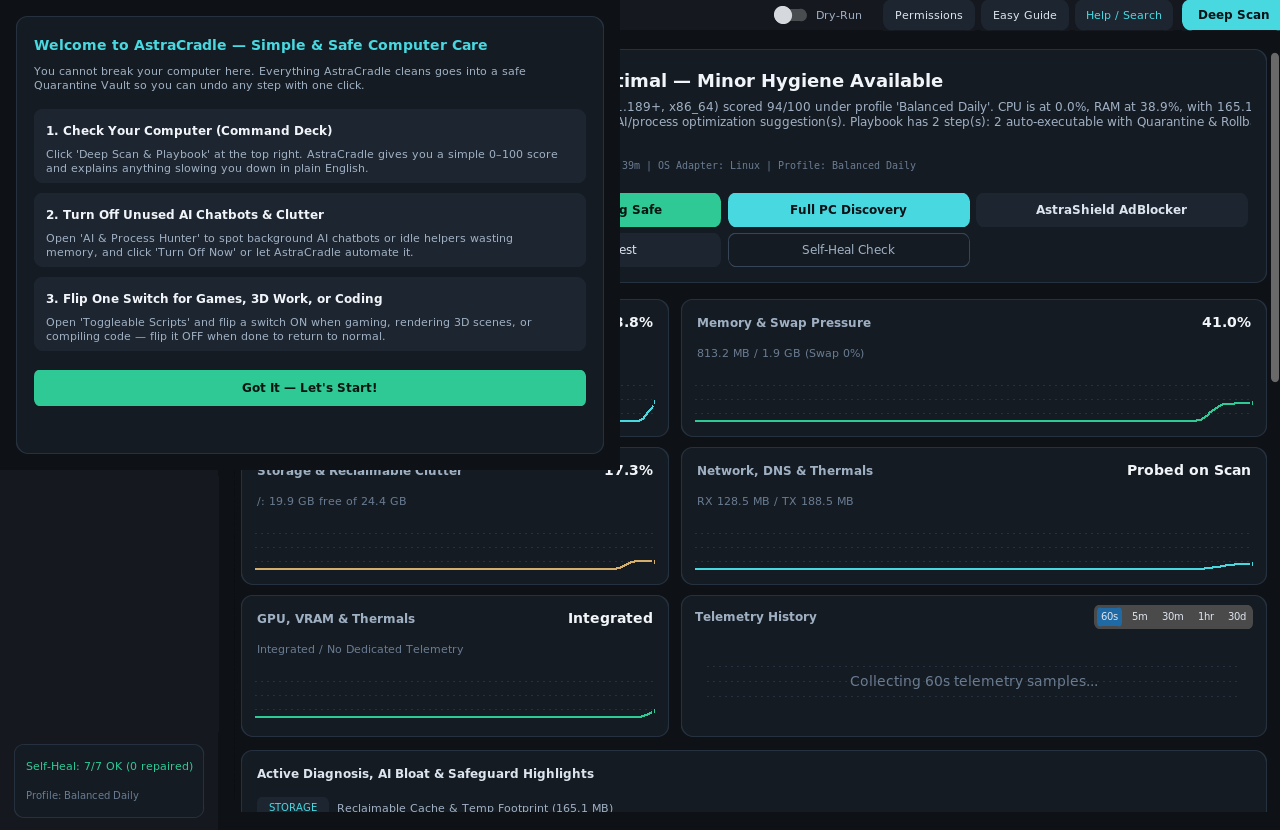 Dry-Run
Permissions
Easy Guide
Help / Search
Deep Scan
Welcome to AstraCradle — Simple & Safe Computer Care
You cannot break your computer here. Everything AstraCradle cleans goes into a safe
Quarantine Vault so you can undo any step with one click.
1. Check Your Computer (Command Deck)
Click 'Deep Scan & Playbook' at the top right. AstraCradle gives you a simple 0–100 score
and explains anything slowing you down in plain English.
2. Turn Off Unused AI Chatbots & Clutter
Open 'AI & Process Hunter' to spot background AI chatbots or idle helpers wasting
memory, and click 'Turn Off Now' or let AstraCradle automate it.
3. Flip One Switch for Games, 3D Work, or Coding
Open 'Toggleable Scripts' and flip a switch ON when gaming, rendering 3D scenes, or
compiling code — flip it OFF when done to return to normal.
Got It — Let's Start!
timal — Minor Hygiene Available
.189+, x86_64) scored 94/100 under profile 'Balanced Daily'. CPU is at 0.0%, RAM at 38.9%, with 165.1
AI/process optimization suggestion(s). Playbook has 2 step(s): 2 auto-executable with Quarantine & Rollb
39m | OS Adapter: Linux | Profile: Balanced Daily
g Safe
Full PC Discovery
AstraShield AdBlocker
est
Self-Heal Check
3.8%
Memory & Swap Pressure
41.0%
813.2 MB / 1.9 GB (Swap 0%)
Storage & Reclaimable Clutter
17.3%
/: 19.9 GB free of 24.4 GB
Network, DNS & Thermals
Probed on Scan
RX 128.5 MB / TX 188.5 MB
GPU, VRAM & Thermals
Integrated
Integrated / No Dedicated Telemetry
Telemetry History
60s
5m
30m
1hr
30d
Collecting 60s telemetry samples...
Self-Heal: 7/7 OK (0 repaired)
Profile: Balanced Daily
Active Diagnosis, AI Bloat & Safeguard Highlights
STORAGE
Reclaimable Cache & Temp Footprint (165.1 MB)